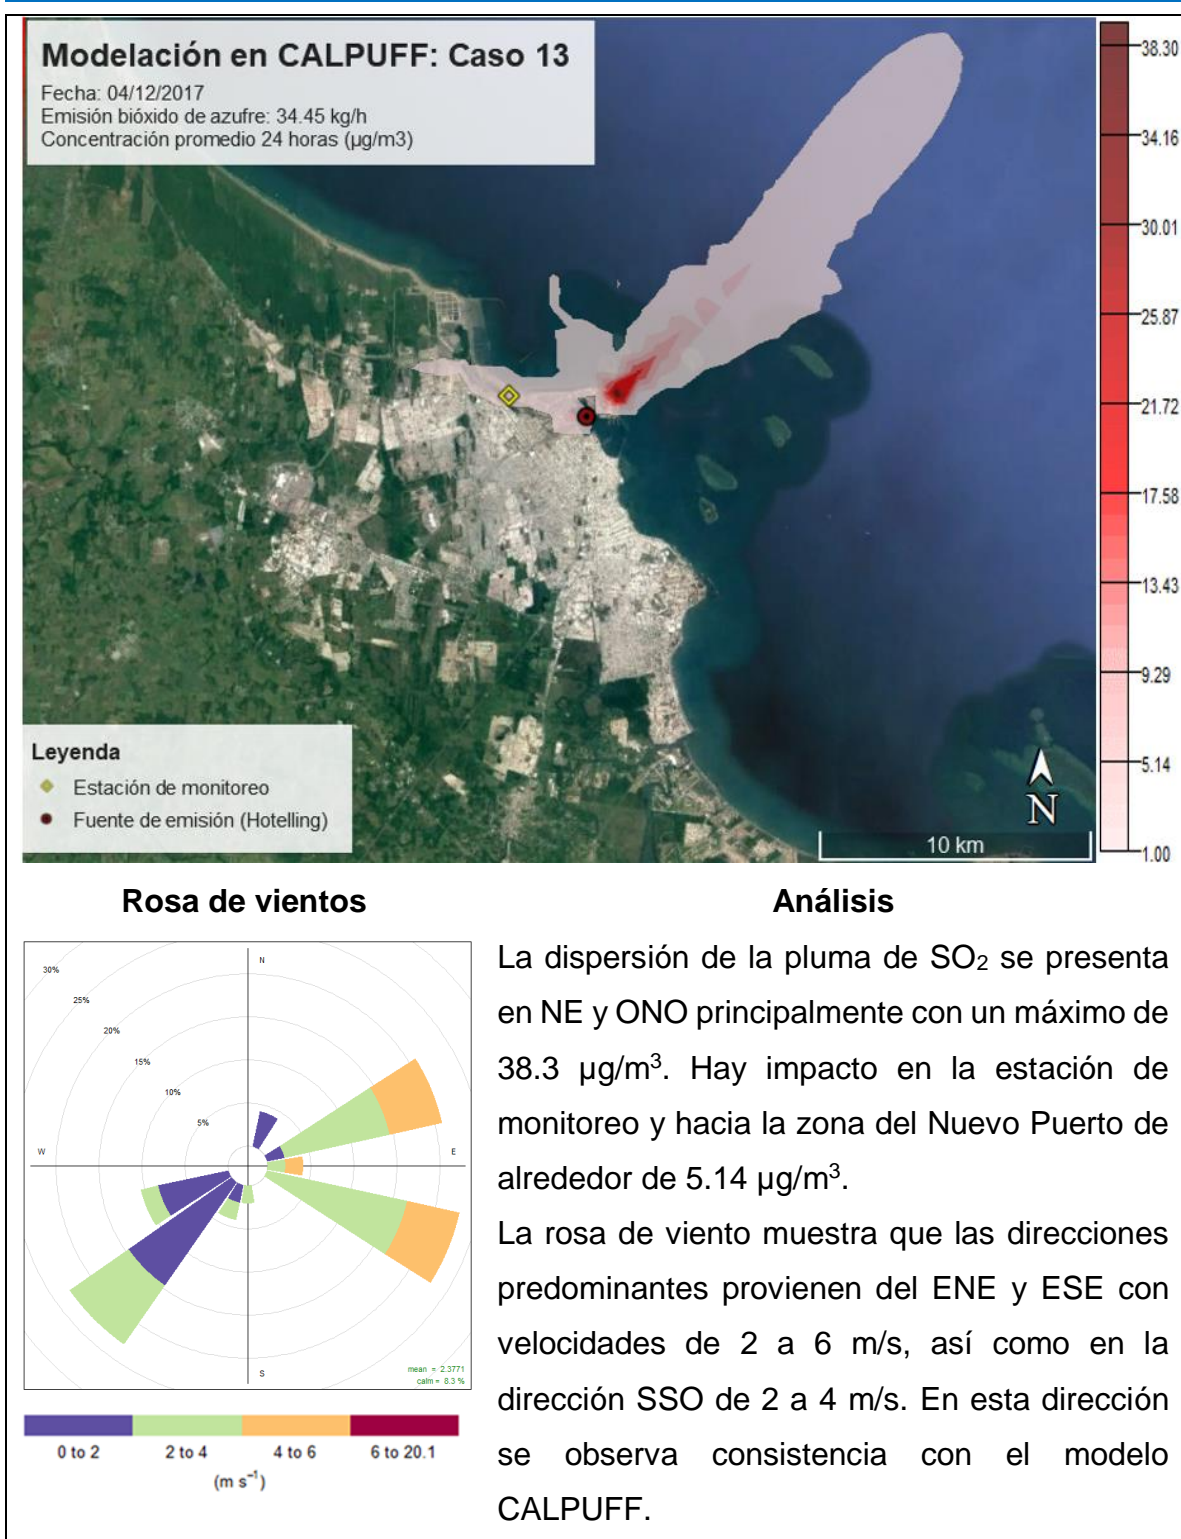 Modelación en CALPUFF: Caso 13
Fecha: 04/12/2017
Emisión bióxido de azufre: 34.45 kg/h
Concentración promedio 24 horas (µg/m3)
38.30
34.16
30.01
25.87
21.72
17.58
13.43
9.29
5.14
1.00
Leyenda
Estación de monitoreo
Fuente de emisión (Hotelling)
N
10 km
Rosa de vientos
30%
25%
20%
15%
10%
5%
N
W
E
S
mean = 2.3771
calm = 8.3 %
0 to 2
2 to 4
4 to 6
6 to 20.1
(m s⁻¹)
Análisis
La dispersión de la pluma de SO₂ se presenta
en NE y ONO principalmente con un máximo de
38.3 µg/m³. Hay impacto en la estación de
monitoreo y hacia la zona del Nuevo Puerto de
alrededor de 5.14 µg/m³.
La rosa de viento muestra que las direcciones
predominantes provienen del ENE y ESE con
velocidades de 2 a 6 m/s, así como en la
dirección SSO de 2 a 4 m/s. En esta dirección
se observa consistencia con el modelo
CALPUFF.